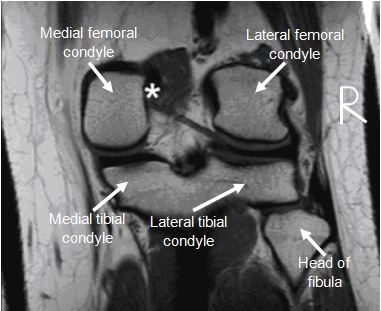 Medial femoral
condyle
Lateral femoral
condyle
*
R
Medial tibial
condyle
Lateral tibial
condyle
Head of
fibula